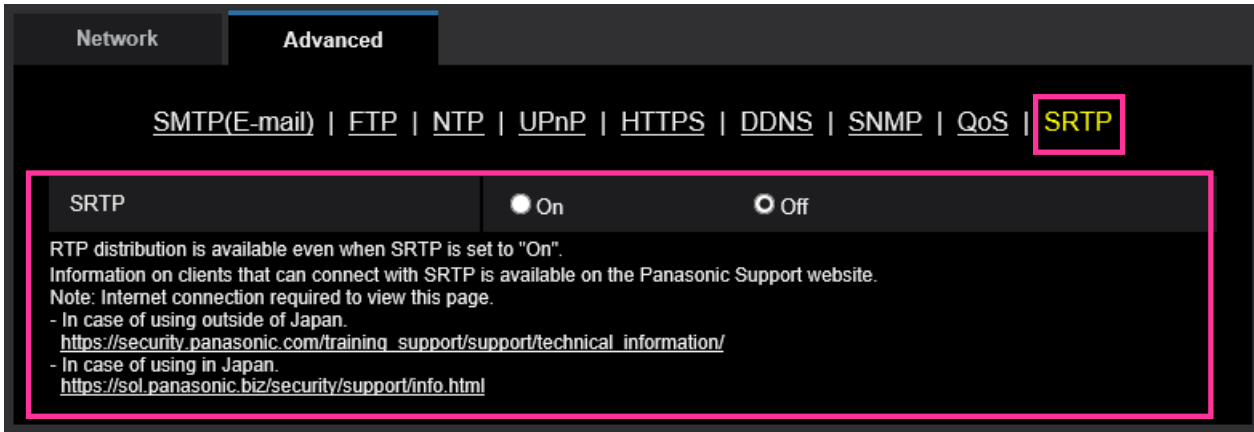 Network Advanced
SMTP(E-mail) | FTP | NTP | UPnP | HTTPS | DDNS | SNMP | QoS | SRTP
SRTP On Off
RTP distribution is available even when SRTP is set to "On".
Information on clients that can connect with SRTP is available on the Panasonic Support website.
Note: Internet connection required to view this page.
- In case of using outside of Japan.
https://security.panasonic.com/training_support/support/technical_information/
- In case of using in Japan.
https://sol.panasonic.biz/security/support/info.html